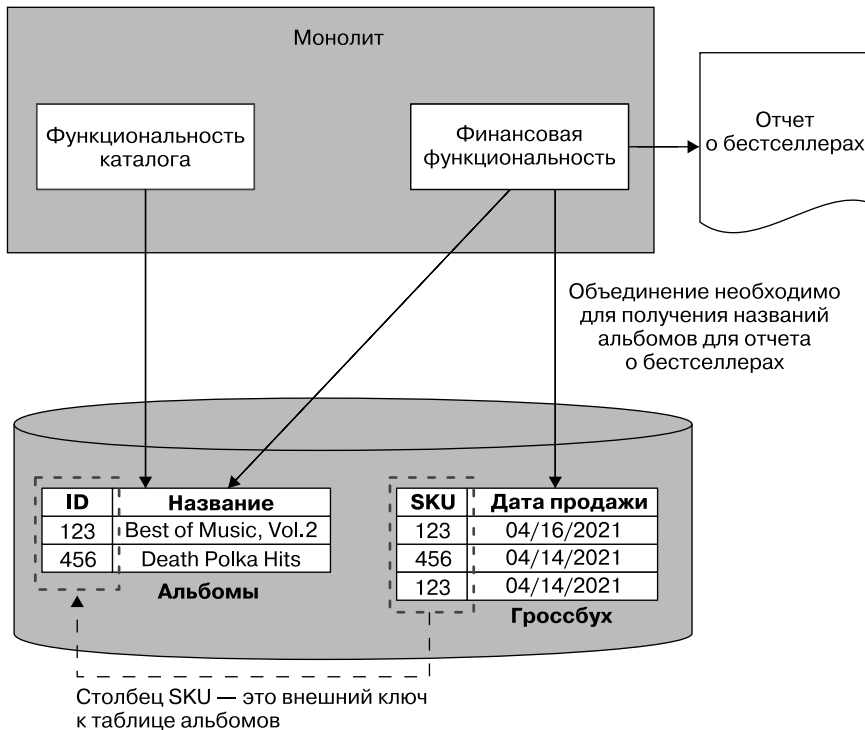 Монолит
Функциональность
каталога
Финансовая
функциональность
Отчет
о бестселлерах
Объединение необходимо
для получения названий
альбомов для отчета
о бестселлерах
ID Название
123 Best of Music, Vol.2
456 Death Polka Hits
Альбомы
SKU Дата продажи
123 04/16/2021
456 04/14/2021
123 04/14/2021
Гроссбух
Столбец SKU — это внешний ключ
к таблице альбомов